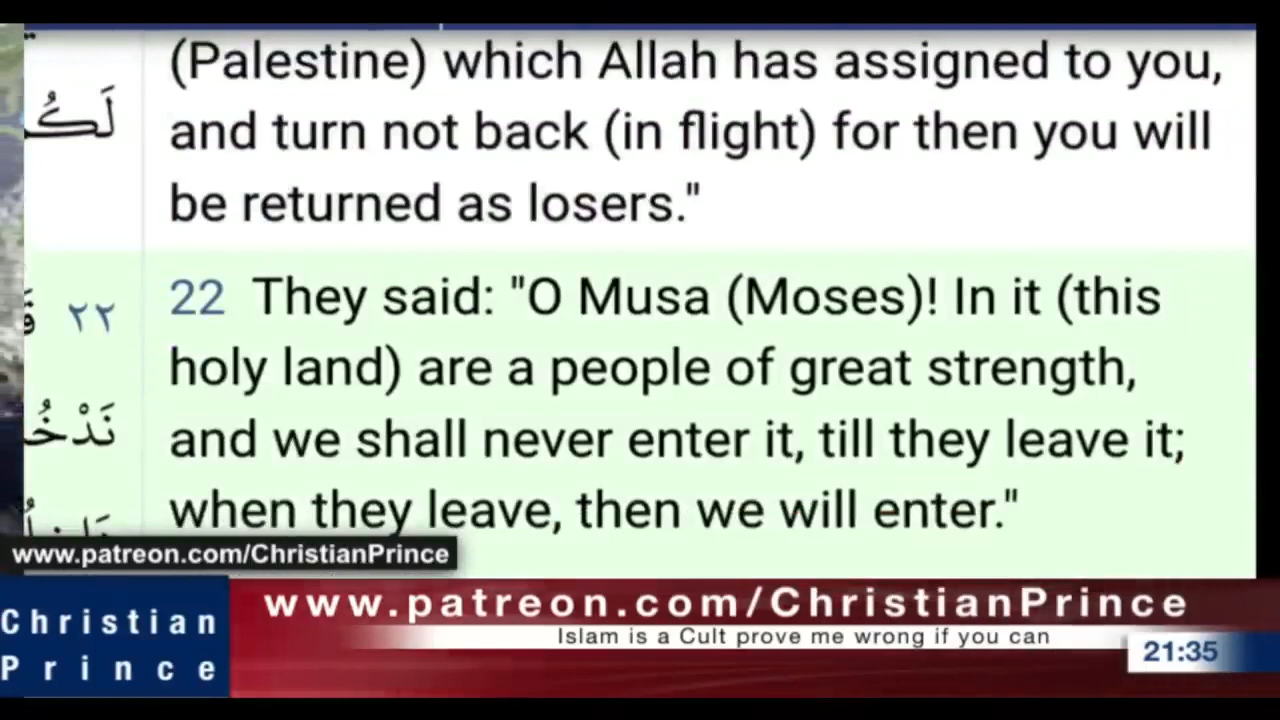 (Palestine) which Allah has assigned to you,
لَكُ
and turn not back (in flight) for then you will
be returned as losers."
22 They said: "O Musa (Moses)! In it (this
٢٢
holy land) are a people of great strength,
نَدْخُ
and we shall never enter it, till they leave it;
when they leave, then we will enter."
www.patreon.com/ChristianPrince
Christian
Prince
www.patreon.com/ChristianPrince
Islam is a Cult prove me wrong if you can
21:35